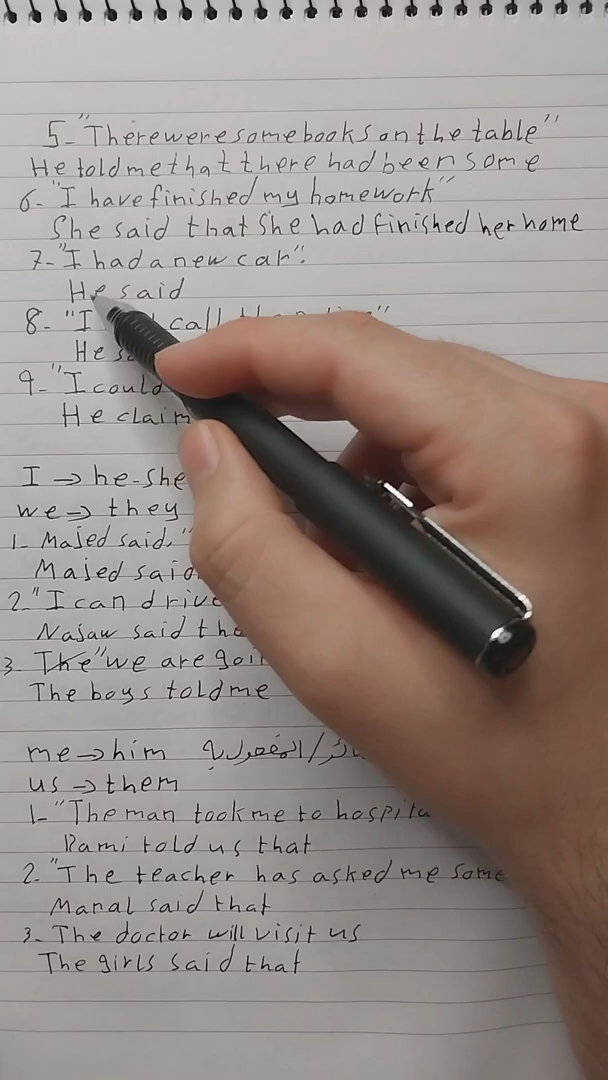 5- "There were some books on the table"
He told me that there had been some
6- "I have finished my homework"
She said that she had finished her home
7- "I had a new car".
He said
8- "I call
He
9- "I could
He claim
I → he-she
we → they
1- Majed said, "
Majed said
2. "I can drive
Najaw said tha
3. The "we are goin
The boys told me
me → him /المفعول به
us → them
1- "The man took me to hospita
Rami told us that
2- "The teacher has asked me some
Manal said that
3. The doctor will visit us
The girls said that